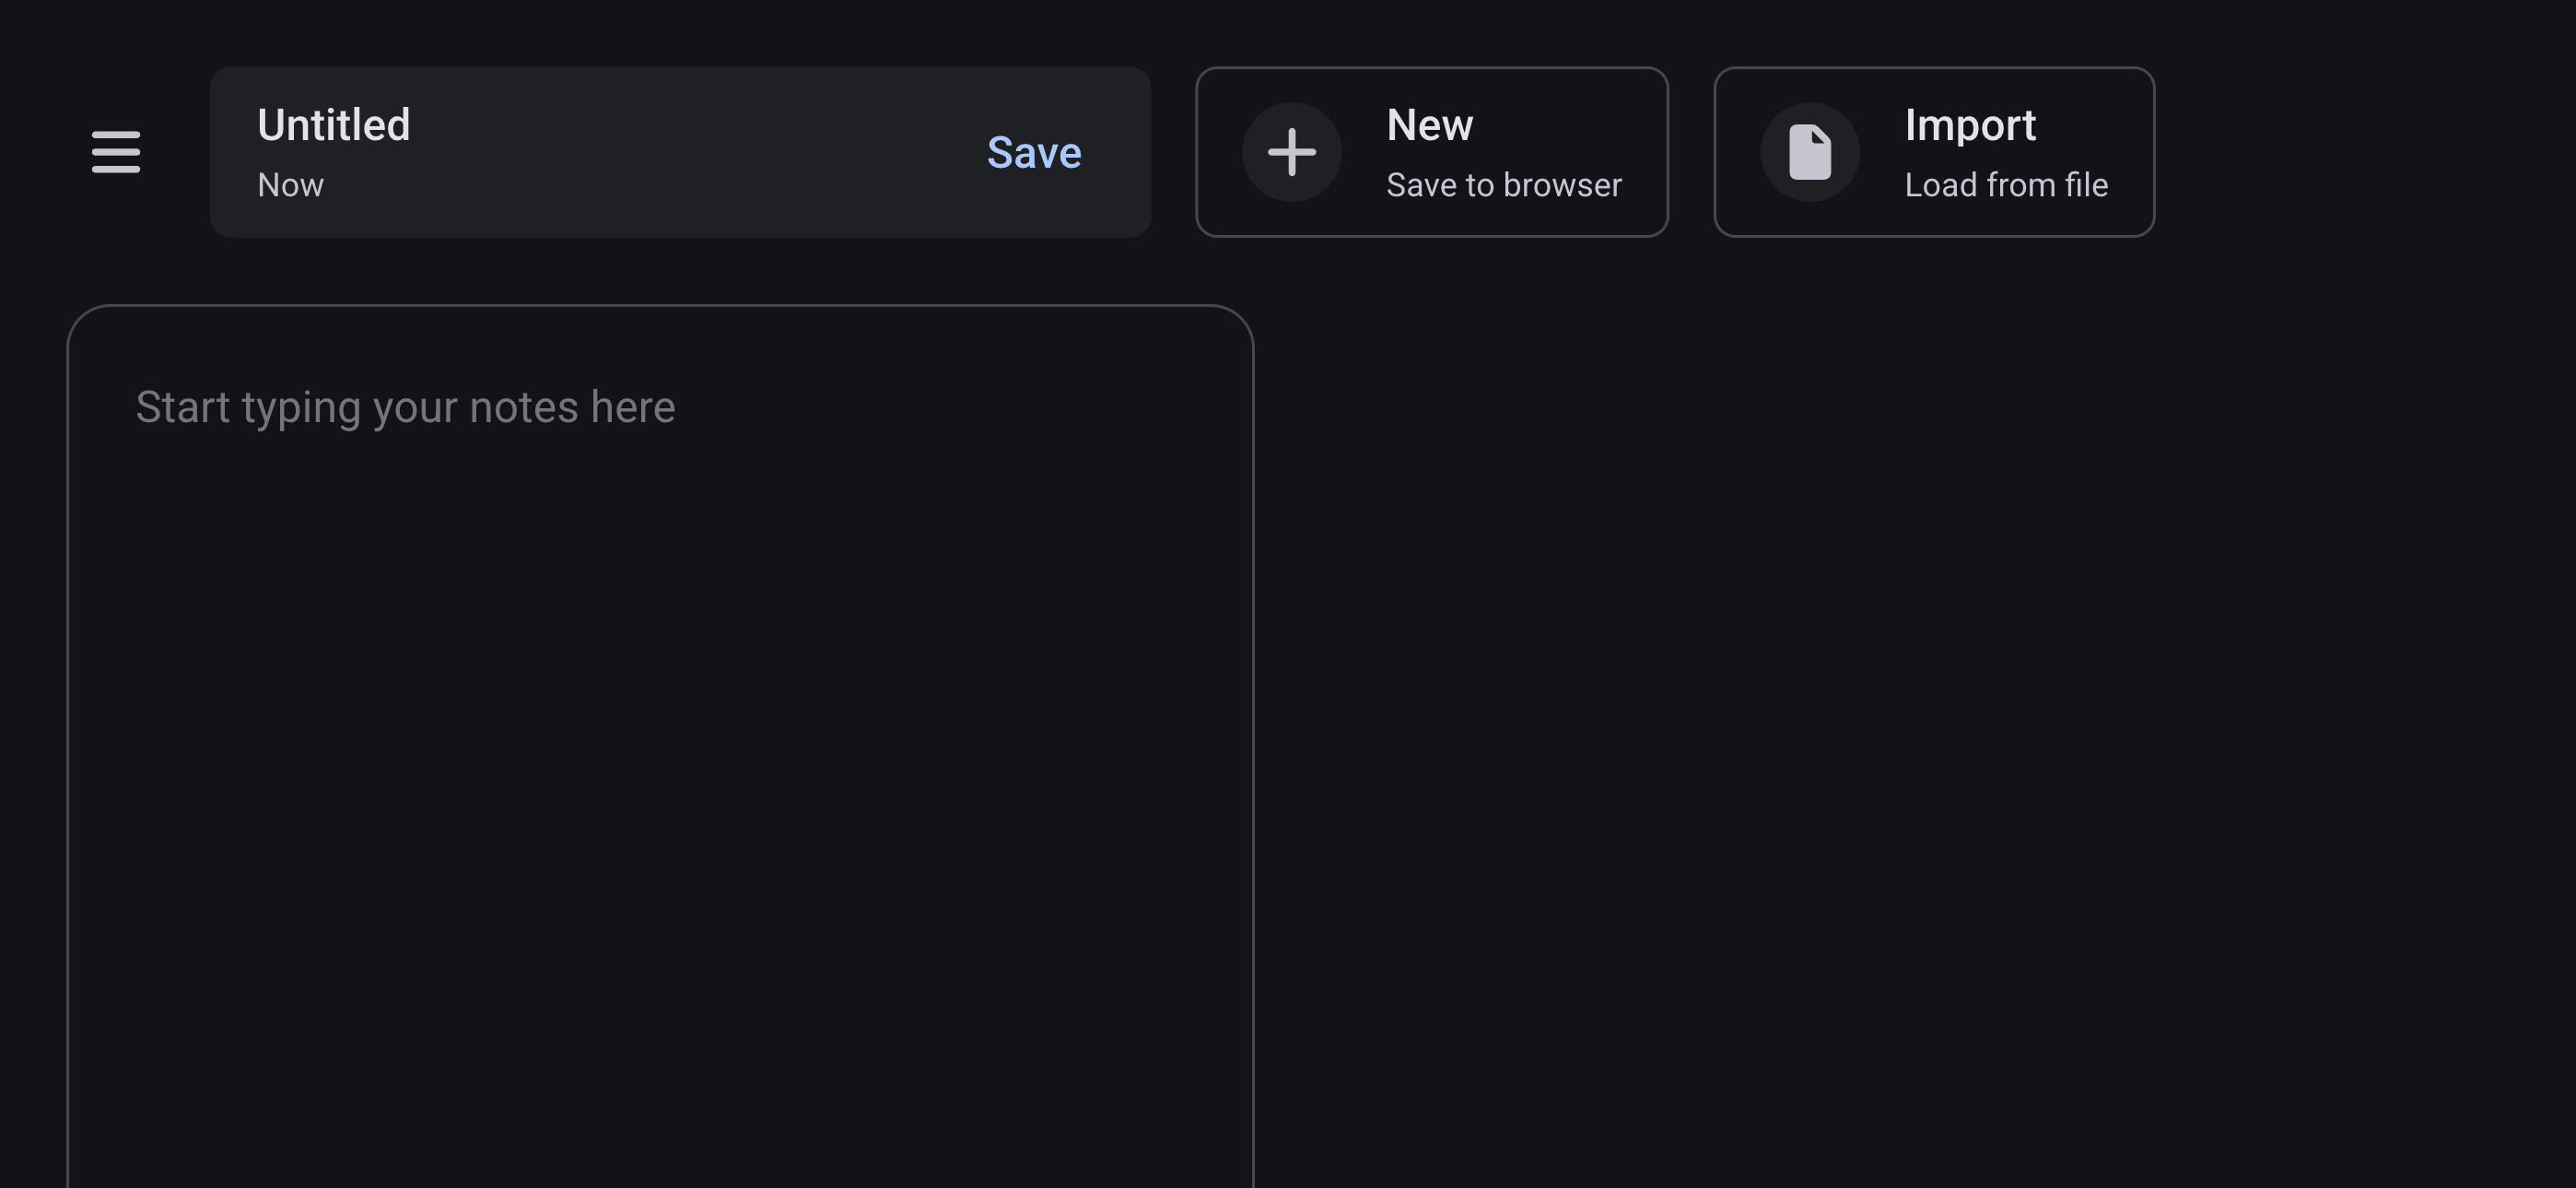 Untitled
Now
Save
New
Save to browser
Import
Load from file
Start typing your notes here